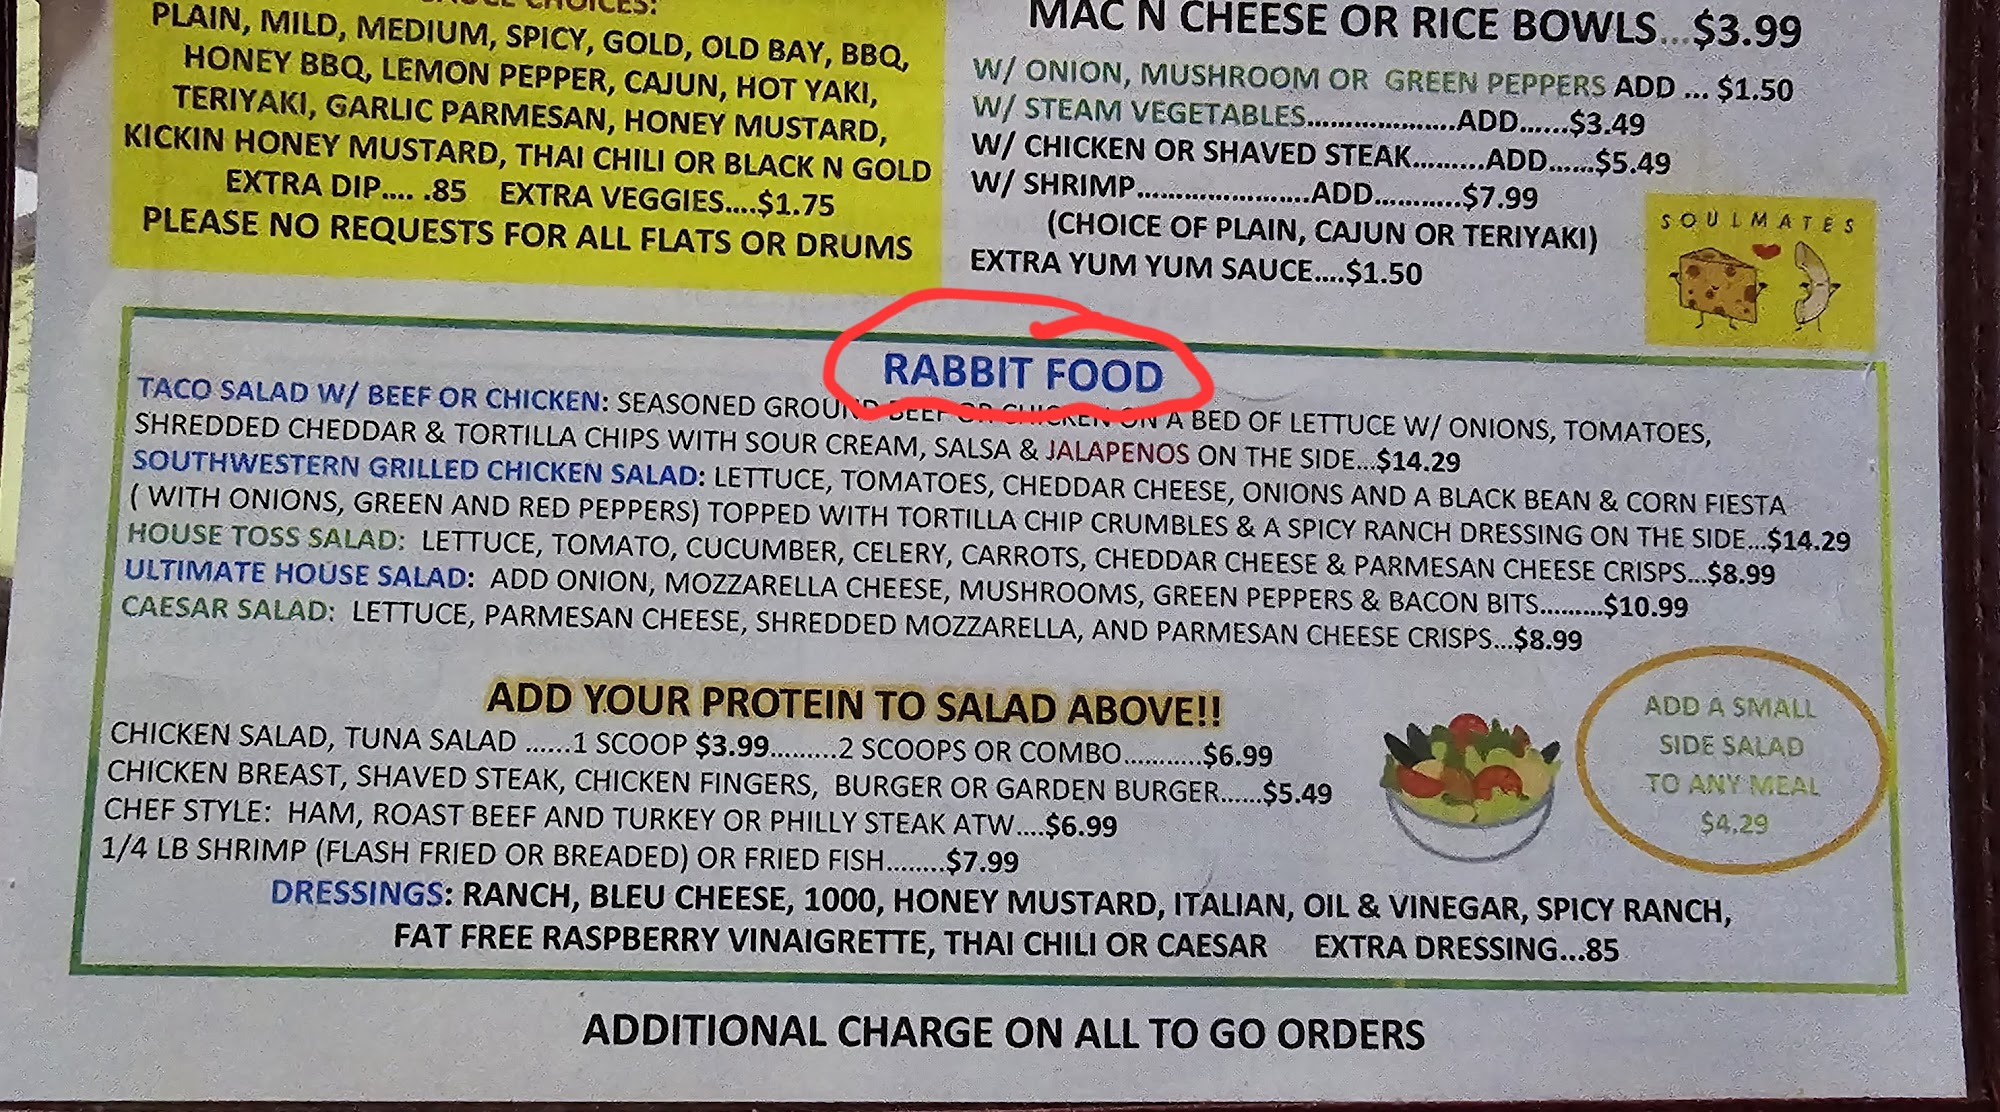 SAUCE CHOICES:
PLAIN, MILD, MEDIUM, SPICY, GOLD, OLD BAY, BBQ,
HONEY BBQ, LEMON PEPPER, CAJUN, HOT YAKI,
TERIYAKI, GARLIC PARMESAN, HONEY MUSTARD,
KICKIN HONEY MUSTARD, THAI CHILI OR BLACK N GOLD
EXTRA DIP.... .85 EXTRA VEGGIES....$1.75
PLEASE NO REQUESTS FOR ALL FLATS OR DRUMS
MAC N CHEESE OR RICE BOWLS...$3.99
W/ ONION, MUSHROOM OR GREEN PEPPERS ADD ... $1.50
W/ STEAM VEGETABLES.....................ADD......$3.49
W/ CHICKEN OR SHAVED STEAK.........ADD......$5.49
W/ SHRIMP.......................ADD...........$7.99
(CHOICE OF PLAIN, CAJUN OR TERIYAKI)
EXTRA YUM YUM SAUCE....$1.50
SOULMATES
RABBIT FOOD
TACO SALAD W/ BEEF OR CHICKEN: SEASONED GROUND BEEF OR CHICKEN ON A BED OF LETTUCE W/ ONIONS, TOMATOES,
SHREDDED CHEDDAR & TORTILLA CHIPS WITH SOUR CREAM, SALSA & JALAPENOS ON THE SIDE...$14.29
SOUTHWESTERN GRILLED CHICKEN SALAD: LETTUCE, TOMATOES, CHEDDAR CHEESE, ONIONS AND A BLACK BEAN & CORN FIESTA
( WITH ONIONS, GREEN AND RED PEPPERS) TOPPED WITH TORTILLA CHIP CRUMBLES & A SPICY RANCH DRESSING ON THE SIDE...$14.29
HOUSE TOSS SALAD: LETTUCE, TOMATO, CUCUMBER, CELERY, CARROTS, CHEDDAR CHEESE & PARMESAN CHEESE CRISPS...$8.99
ULTIMATE HOUSE SALAD: ADD ONION, MOZZARELLA CHEESE, MUSHROOMS, GREEN PEPPERS & BACON BITS.........$10.99
CAESAR SALAD: LETTUCE, PARMESAN CHEESE, SHREDDED MOZZARELLA, AND PARMESAN CHEESE CRISPS...$8.99
ADD YOUR PROTEIN TO SALAD ABOVE!!
CHICKEN SALAD, TUNA SALAD ......1 SCOOP $3.99.........2 SCOOPS OR COMBO...........$6.99
CHICKEN BREAST, SHAVED STEAK, CHICKEN FINGERS, BURGER OR GARDEN BURGER......$5.49
CHEF STYLE: HAM, ROAST BEEF AND TURKEY OR PHILLY STEAK ATW....$6.99
1/4 LB SHRIMP (FLASH FRIED OR BREADED) OR FRIED FISH........$7.99
ADD A SMALL
SIDE SALAD
TO ANY MEAL
$4.29
DRESSINGS: RANCH, BLEU CHEESE, 1000, HONEY MUSTARD, ITALIAN, OIL & VINEGAR, SPICY RANCH,
FAT FREE RASPBERRY VINAIGRETTE, THAI CHILI OR CAESAR EXTRA DRESSING...85
ADDITIONAL CHARGE ON ALL TO GO ORDERS